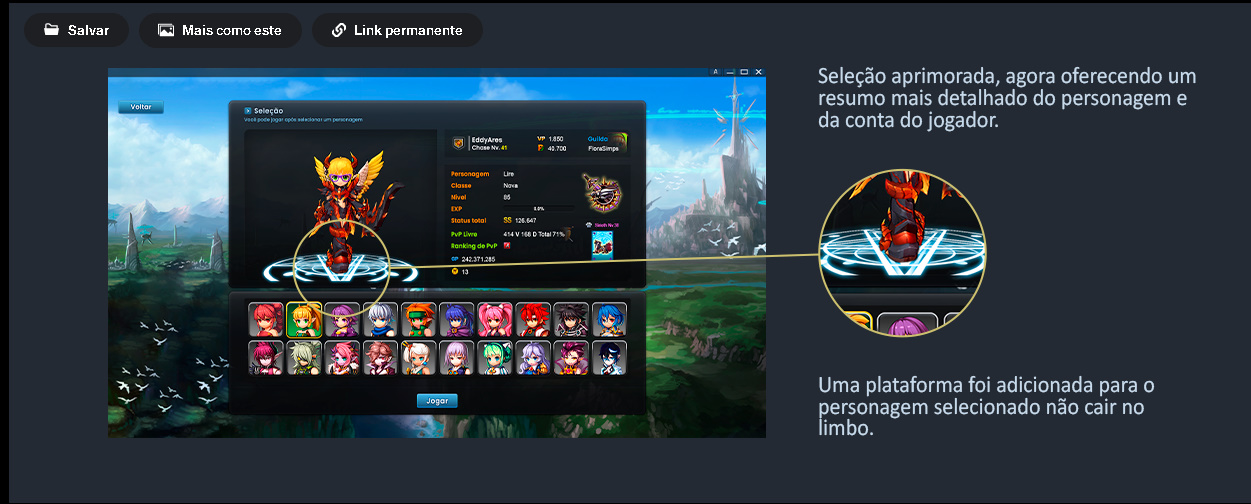 Salvar
Mais como este
Link permanente
Voltar
Seleção
Você pode jogar após selecionar um personagem
EddyAres
Chase Nv. 41
VP 1.650
40.700
Guilda
FloraSimps
Personagem Lire
Classe Nova
Nível 85
EXP 0.0%
Status total SS 126.647
PvP Livre 414 V 168 D Total 71%
Ranking de PvP
GP 242,371,285
13
Jogar
Seleção aprimorada, agora oferecendo um
resumo mais detalhado do personagem e
da conta do jogador.
Uma plataforma foi adicionada para o
personagem selecionado não cair no
limbo.